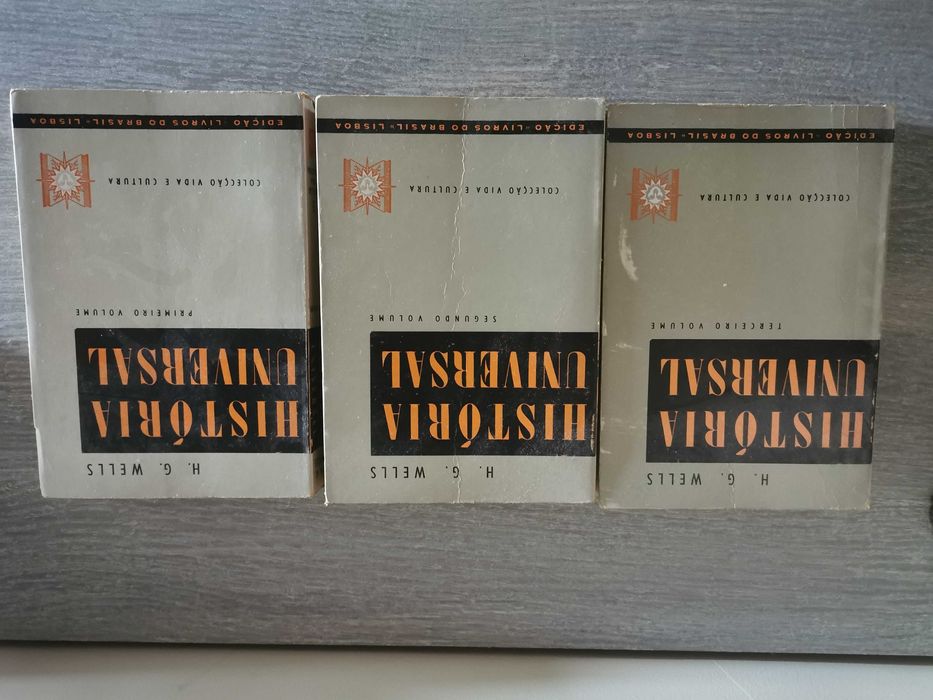 H. G. WELLS
HISTÓRIA
UNIVERSAL
PRIMEIRO VOLUME
COLECÇÃO VIDA E CULTURA
EDIÇÃO «LIVROS DO BRASIL» LISBOA
H. G. WELLS
HISTÓRIA
UNIVERSAL
SEGUNDO VOLUME
COLECÇÃO VIDA E CULTURA
EDIÇÃO «LIVROS DO BRASIL» LISBOA
H. G. WELLS
HISTÓRIA
UNIVERSAL
TERCEIRO VOLUME
COLECÇÃO VIDA E CULTURA
EDIÇÃO «LIVROS DO BRASIL» LISBOA